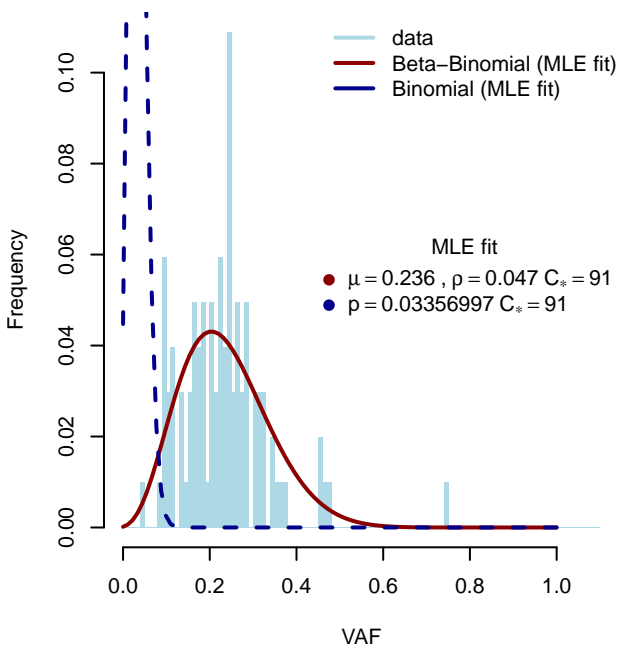 data
Beta−Binomial (MLE fit)
Binomial (MLE fit)
MLE fit
μ = 0.236 , ρ = 0.047 C* = 91
p = 0.03356997 C* = 91
Frequency
0.10
0.08
0.06
0.04
0.02
0.00
0.0 0.2 0.4 0.6 0.8 1.0
VAF